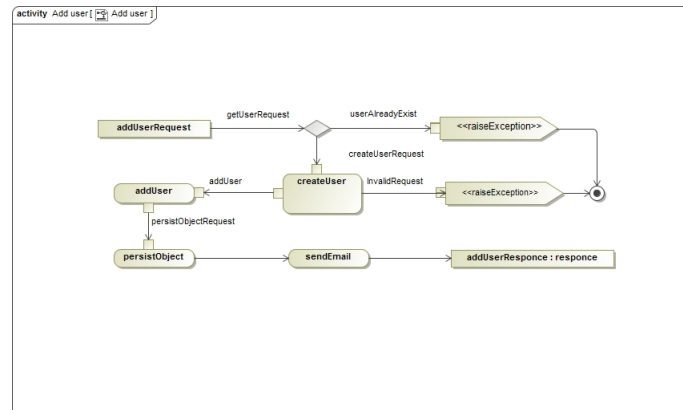 activity Add user [ Add user ]
getUserRequest
userAlreadyExist
addUserRequest
<<raiseException>>
createUserRequest
addUser
createUser
InvalidRequest
addUser
<<raiseException>>
persistObjectRequest
persistObject
sendEmail
addUserResponce : responce